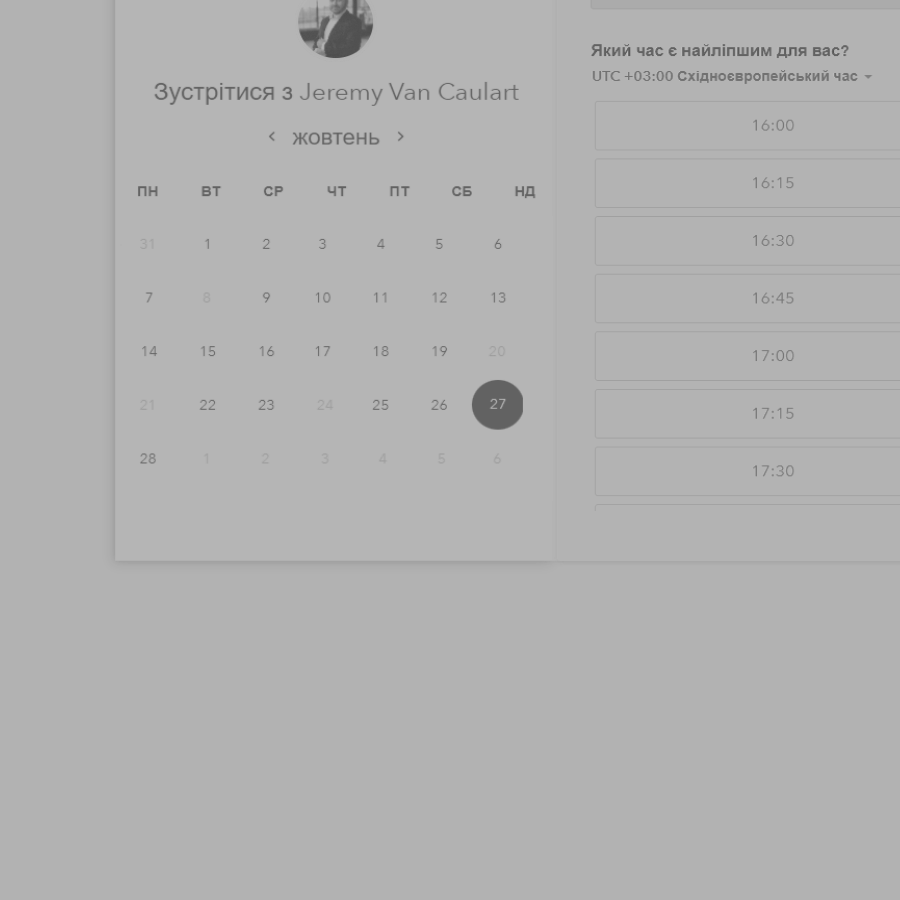 Зустрітися з Jeremy Van Caulart
жовтень
ПН ВТ СР ЧТ ПТ СБ НД
31 1 2 3 4 5 6
7 8 9 10 11 12 13
14 15 16 17 18 19 20
21 22 23 24 25 26 27
28 1 2 3 4 5 6
Який час є найліпшим для вас?
UTC +03:00 Східноєвропейський час
16:00
16:15
16:30
16:45
17:00
17:15
17:30